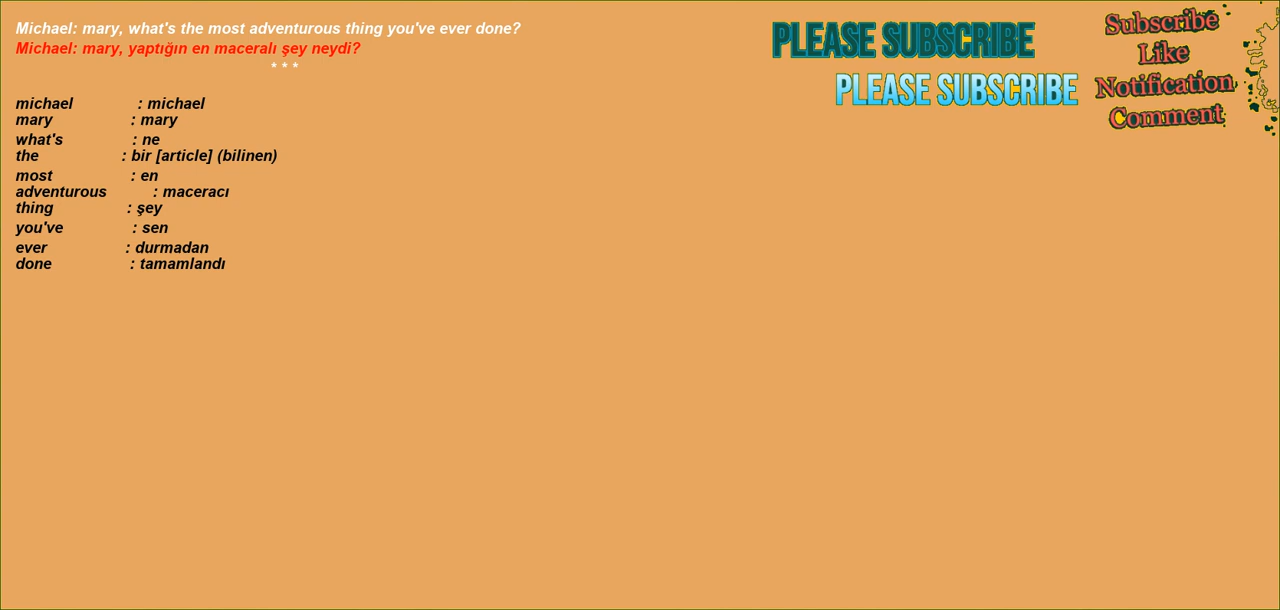 Michael: mary, what's the most adventurous thing you've ever done?
Michael: mary, yaptığın en maceralı şey neydi?
* * *
michael : michael
mary : mary
what's : ne
the : bir [article] (bilinen)
most : en
adventurous : maceracı
thing : şey
you've : sen
ever : durmadan
done : tamamlandı
PLEASE SUBSCRIBE
PLEASE SUBSCRIBE
Subscribe
Like
Notification
Comment